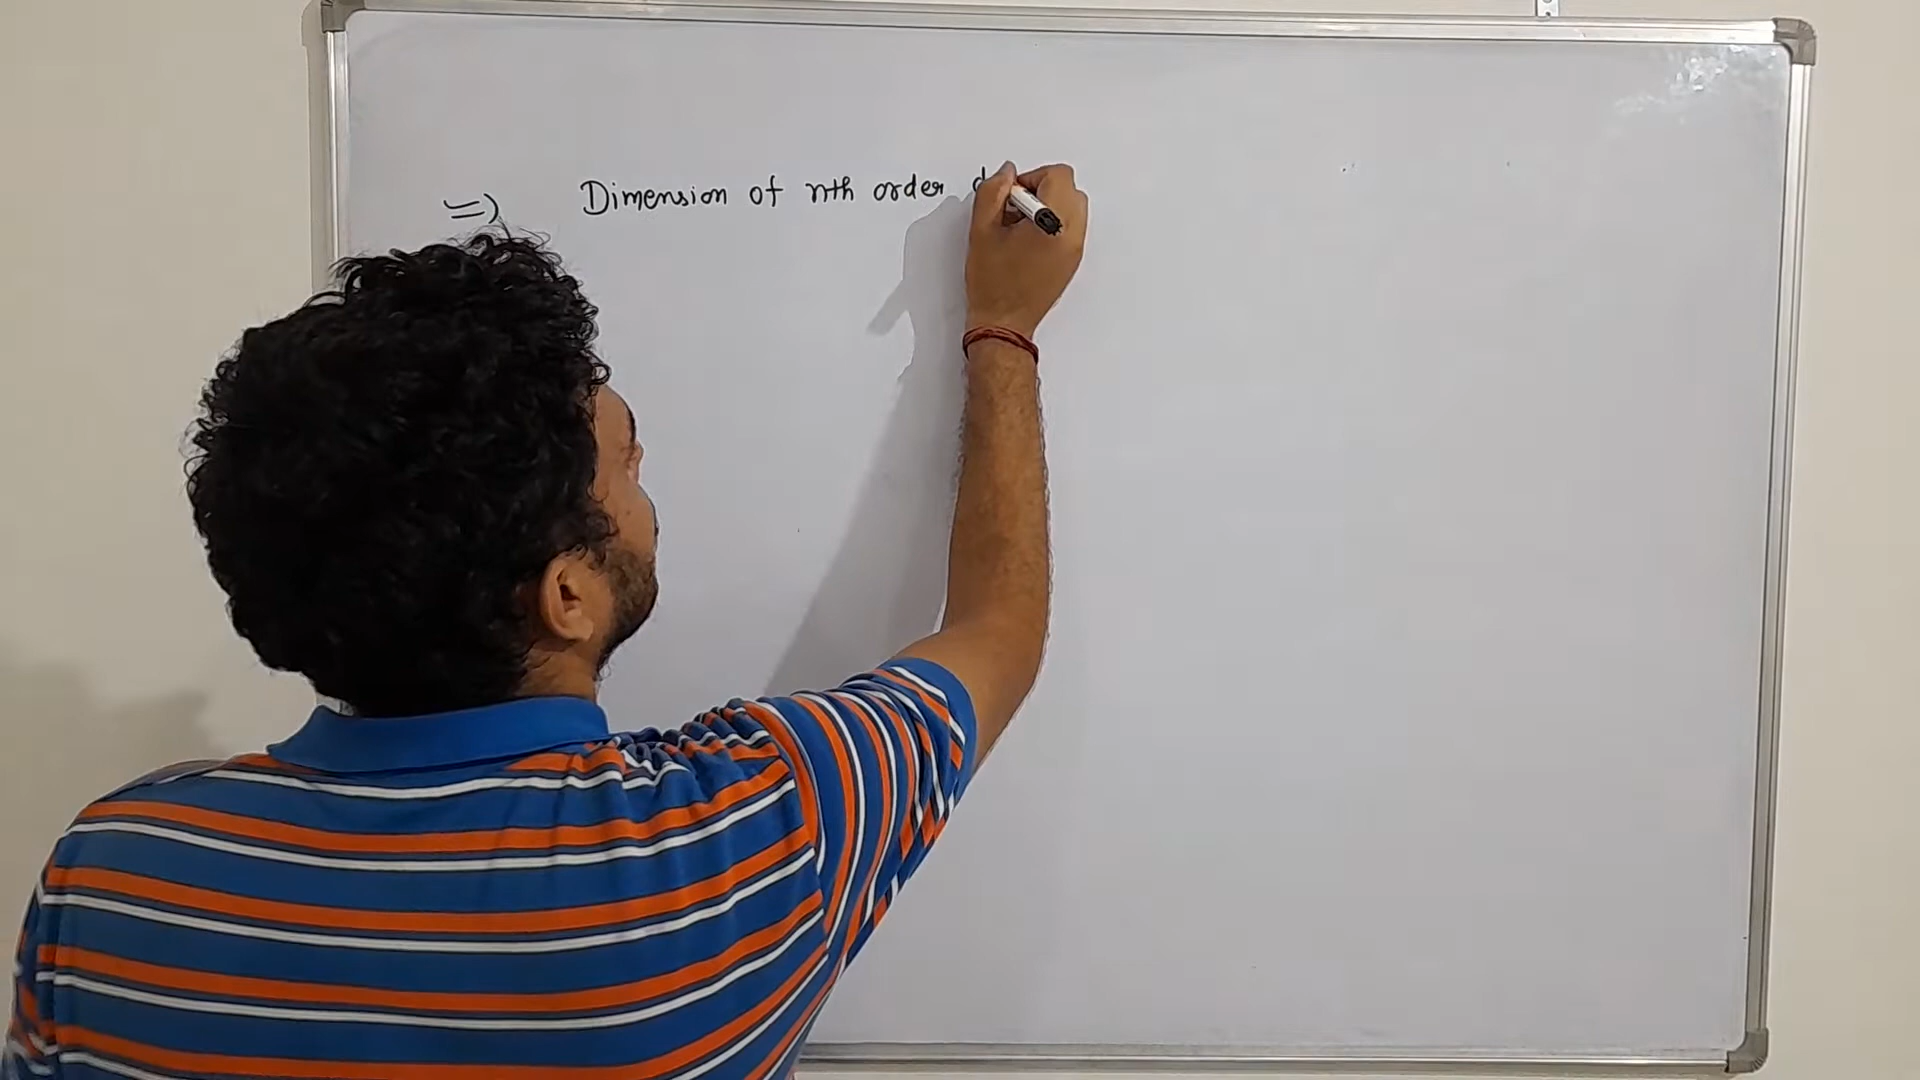 =) Dimension of nth order d